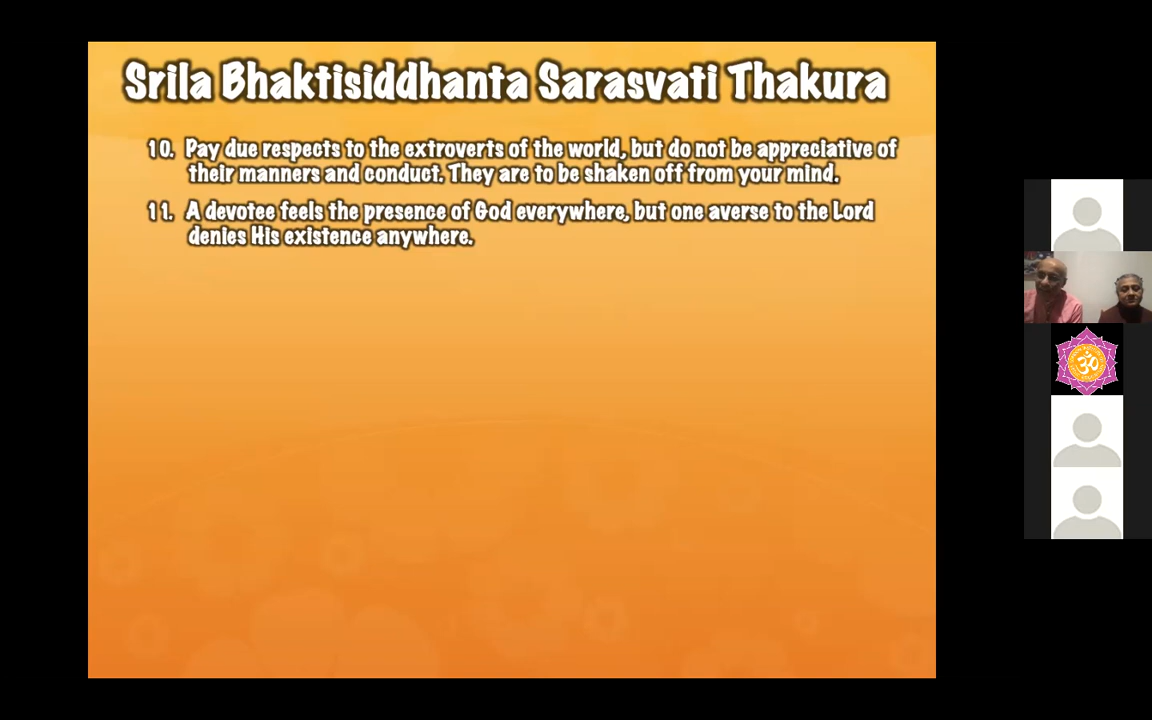 Srila Bhaktisiddhanta Sarasvati Thakura
10. Pay due respects to the extroverts of the world, but do not be appreciative of
their manners and conduct. They are to be shaken off from your mind.
11. A devotee feels the presence of God everywhere, but one averse to the Lord
denies His existence anywhere.
ॐ